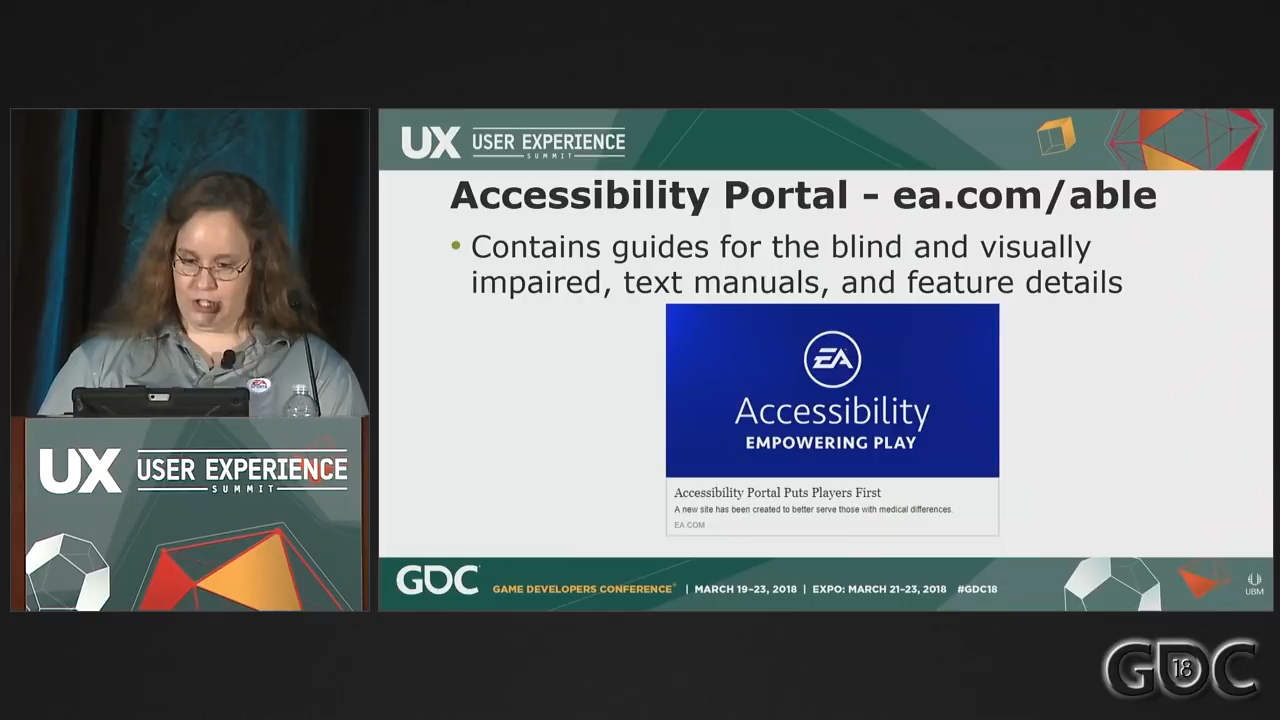 UX USER EXPERIENCE
SUMMIT
Accessibility Portal - ea.com/able
• Contains guides for the blind and visually
impaired, text manuals, and feature details
EA
Accessibility
EMPOWERING PLAY
Accessibility Portal Puts Players First
A new site has been created to better serve those with medical differences.
EA.COM
EA
SPORTS
UX USER EXPERIENCE
SUMMIT
GDC GAME DEVELOPERS CONFERENCE® | MARCH 19–23, 2018 | EXPO: MARCH 21–23, 2018 #GDC18
UBM
GDC 18